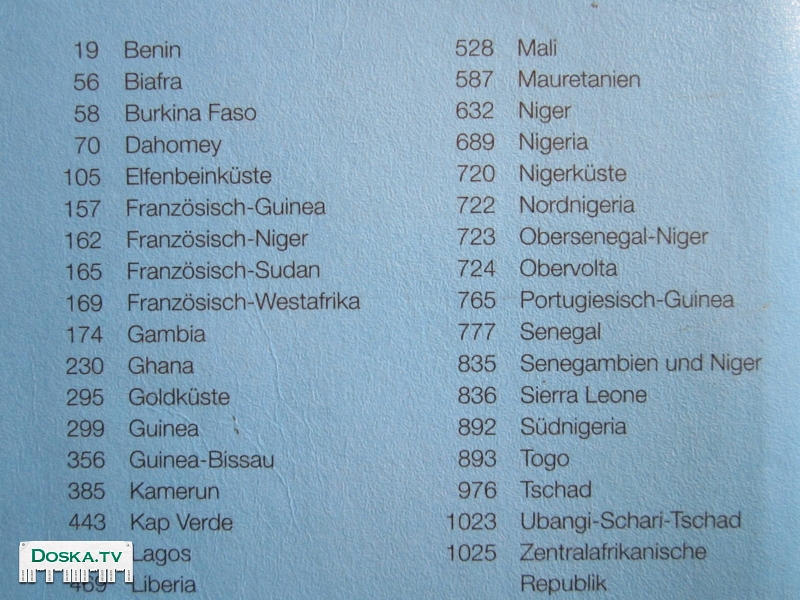 19 Benin
56 Biafra
58 Burkina Faso
70 Dahomey
105 Elfenbeinküste
157 Französisch-Guinea
162 Französisch-Niger
165 Französisch-Sudan
169 Französisch-Westafrika
174 Gambia
230 Ghana
295 Goldküste
299 Guinea
356 Guinea-Bissau
385 Kamerun
443 Kap Verde
Lagos
469 Liberia
528 Mali
587 Mauretanien
632 Niger
689 Nigeria
720 Nigerküste
722 Nordnigeria
723 Obersenegal-Niger
724 Obervolta
765 Portugiesisch-Guinea
777 Senegal
835 Senegambien und Niger
836 Sierra Leone
892 Südnigeria
893 Togo
976 Tschad
1023 Ubangi-Schari-Tschad
1025 Zentralafrikanische
Republik
DOSKA.TV